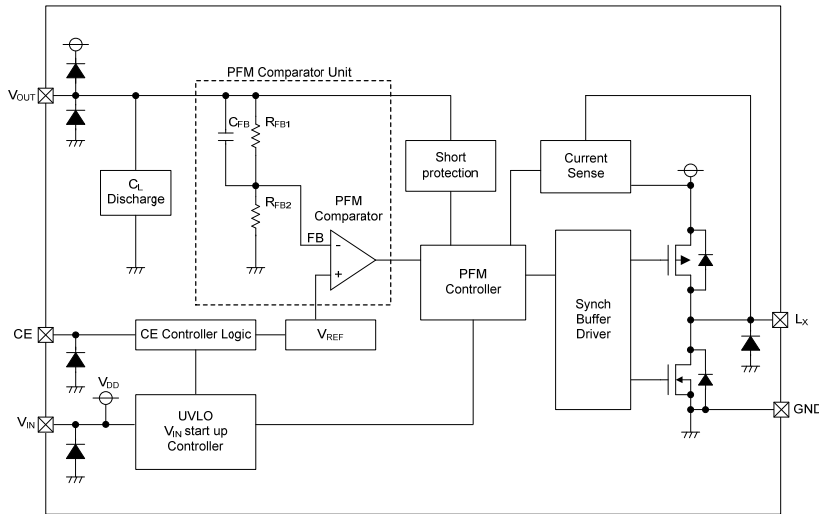 PFM Comparator Unit
VOUT
CFB
RFB1
Short
protection
Current
Sense
CL
Discharge
RFB2
PFM
Comparator
FB
-
+
PFM
Controller
Synch
Buffer
Driver
LX
CE
CE Controller Logic
VREF
VDD
VIN
UVLO
VIN start up
Controller
GND